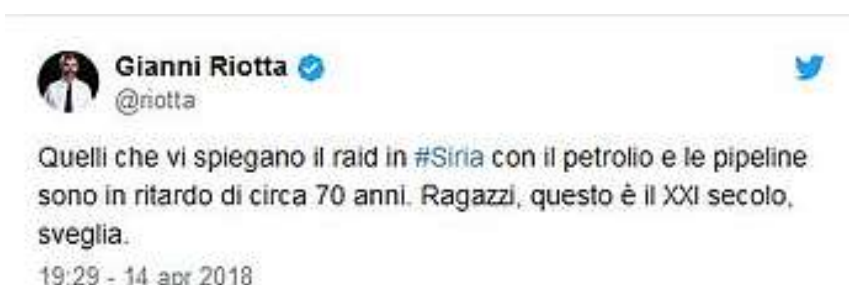 Gianni Riotta
@riotta
Quelli che vi spiegano il raid in #Siria con il petrolio e le pipeline
sono in ritardo di circa 70 anni. Ragazzi, questo è il XXI secolo,
sveglia.
19:29 - 14 apr 2018